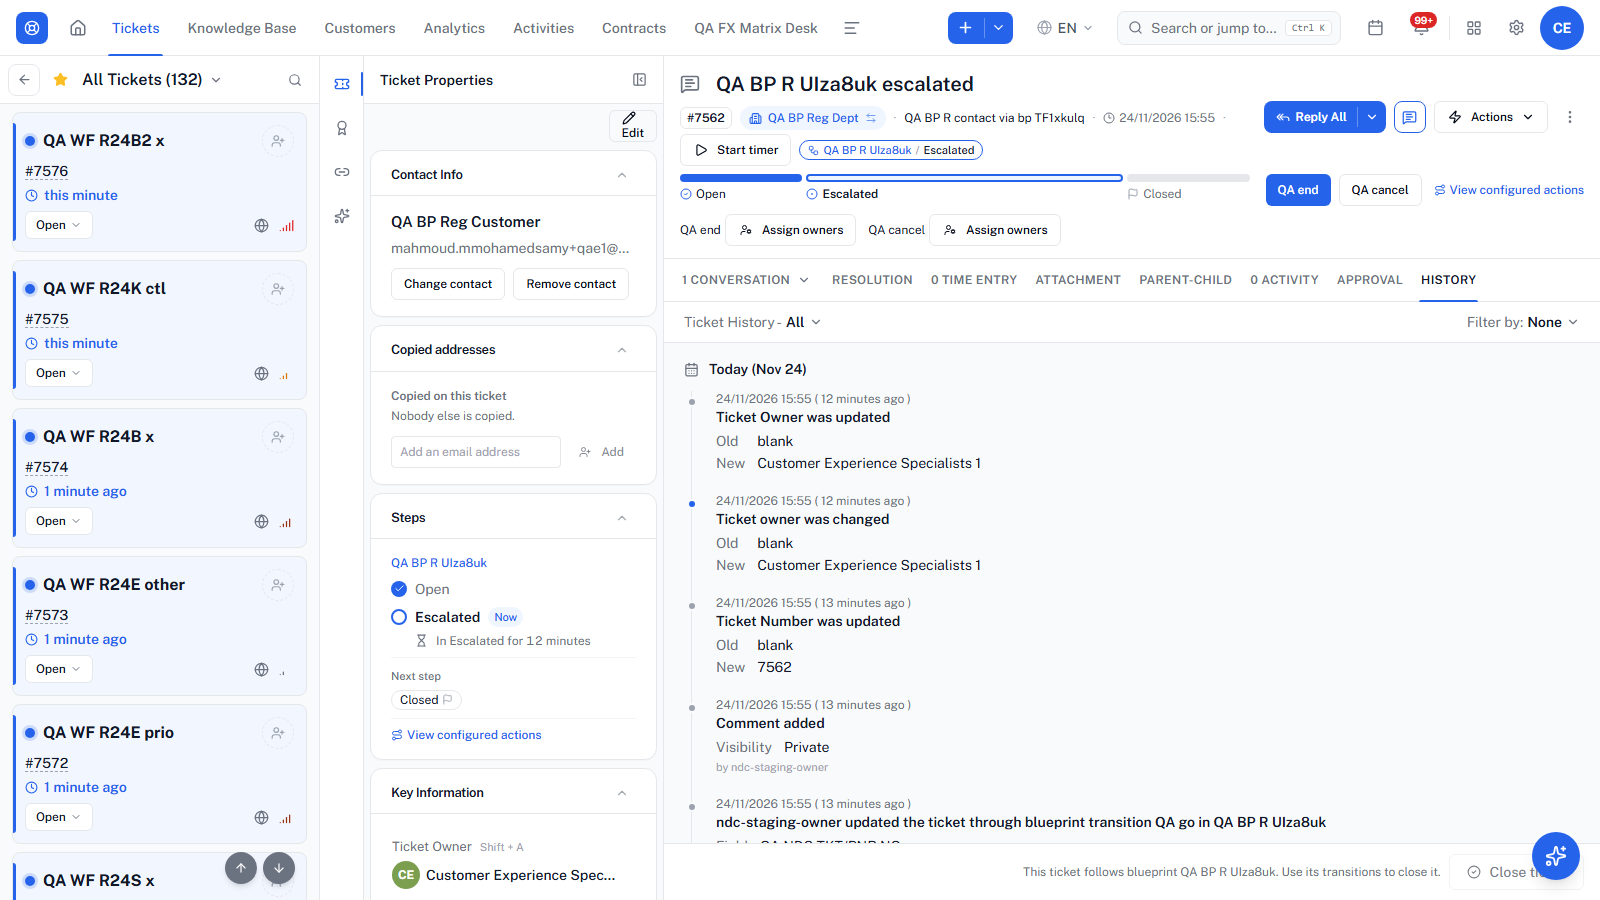 Tickets
Knowledge Base
Customers
Analytics
Activities
Contracts
QA FX Matrix Desk
EN
Search or jump to...
Ctrl K
99+
CE
All Tickets (132)
QA WF R24B2 x
#7576
this minute
Open
QA WF R24K ctl
#7575
this minute
Open
QA WF R24B x
#7574
1 minute ago
Open
QA WF R24E other
#7573
1 minute ago
Open
QA WF R24E prio
#7572
1 minute ago
Open
QA WF R24S x
Ticket Properties
Edit
Contact Info
QA BP Reg Customer
mahmoud.mmohamedsamy+qae1@...
Change contact
Remove contact
Copied addresses
Copied on this ticket
Nobody else is copied.
Add an email address
Add
Steps
QA BP R UIza8uk
Open
Escalated
Now
In Escalated for 12 minutes
Next step
Closed
View configured actions
Key Information
Ticket Owner
Shift + A
CE
Customer Experience Spec...
QA BP R UIza8uk escalated
#7562
QA BP Reg Dept
· QA BP R contact via bp TF1xkulq ·
24/11/2026 15:55 ·
Reply All
Actions
Start timer
QA BP R UIza8uk / Escalated
Open
Escalated
Closed
QA end
QA cancel
View configured actions
QA end
Assign owners
QA cancel
Assign owners
1 CONVERSATION
RESOLUTION
0 TIME ENTRY
ATTACHMENT
PARENT-CHILD
0 ACTIVITY
APPROVAL
HISTORY
Ticket History - All
Filter by: None
Today (Nov 24)
24/11/2026 15:55 ( 12 minutes ago )
Ticket Owner was updated
Old blank
New Customer Experience Specialists 1
24/11/2026 15:55 ( 12 minutes ago )
Ticket owner was changed
Old blank
New Customer Experience Specialists 1
24/11/2026 15:55 ( 13 minutes ago )
Ticket Number was updated
Old blank
New 7562
24/11/2026 15:55 ( 13 minutes ago )
Comment added
Visibility Private
by ndc-staging-owner
24/11/2026 15:55 ( 13 minutes ago )
ndc-staging-owner updated the ticket through blueprint transition QA go in QA BP R UIza8uk
This ticket follows blueprint QA BP R UIza8uk. Use its transitions to close it.
Close